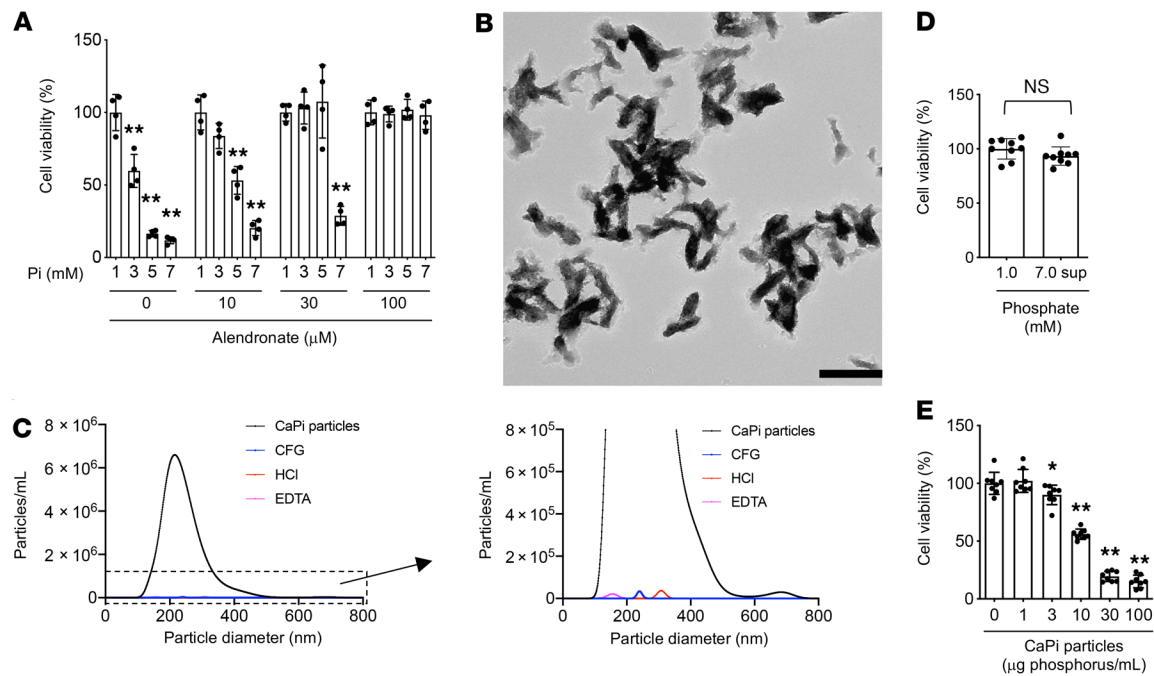 A
150
100
50
0
Cell viability (%)
**
**
**
**
**
**
Pi (mM)
1 3 5 7 1 3 5 7 1 3 5 7 1 3 5 7
0 10 30 100
Alendronate (μM)
B
D
NS
150
100
50
0
Cell viability (%)
1.0 7.0 sup
Phosphate
(mM)
C
8 × 10⁶
6 × 10⁶
4 × 10⁶
2 × 10⁶
0
Particles/mL
CaPi particles
CFG
HCl
EDTA
0 200 400 600 800
Particle diameter (nm)
8 × 10⁵
6 × 10⁵
4 × 10⁵
2 × 10⁵
0
Particles/mL
CaPi particles
CFG
HCl
EDTA
0 200 400 600 800
Particle diameter (nm)
E
150
100
50
0
Cell viability (%)
*
**
**
**
0 1 3 10 30 100
CaPi particles
(μg phosphorus/mL)